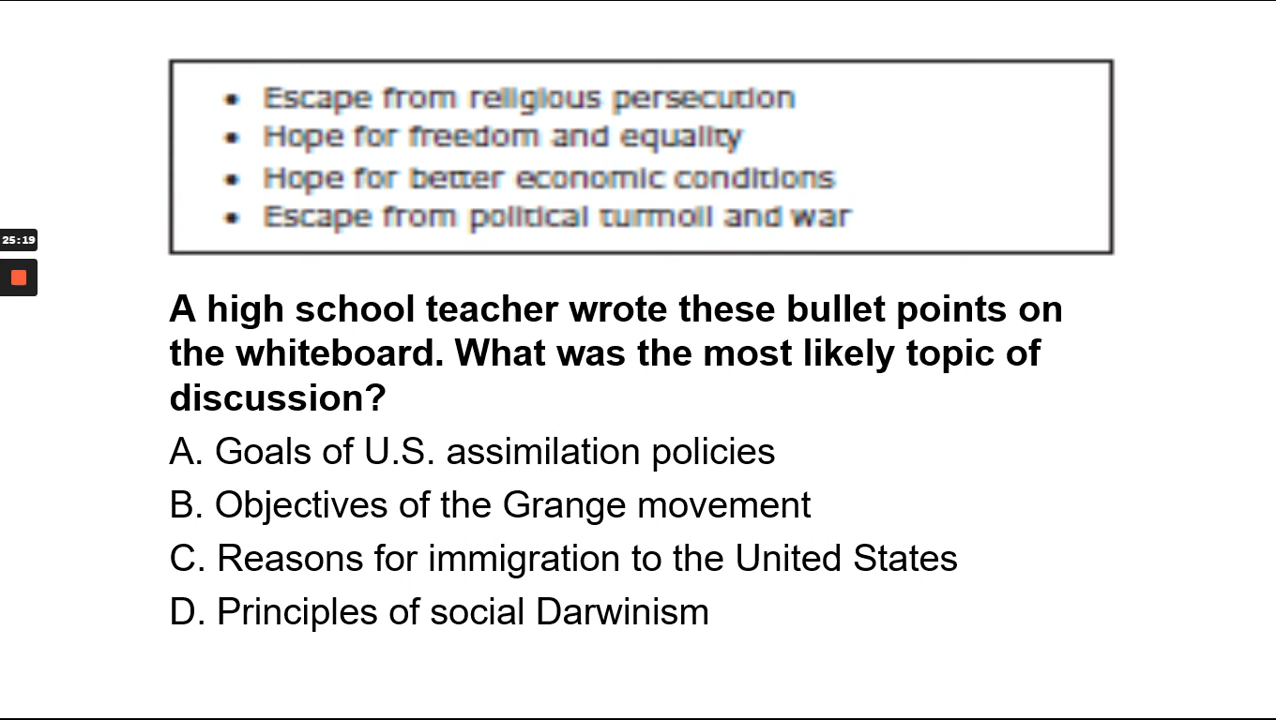 • Escape from religious persecution
• Hope for freedom and equality
• Hope for better economic conditions
• Escape from political turmoil and war
25:19
A high school teacher wrote these bullet points on
the whiteboard. What was the most likely topic of
discussion?
A. Goals of U.S. assimilation policies
B. Objectives of the Grange movement
C. Reasons for immigration to the United States
D. Principles of social Darwinism